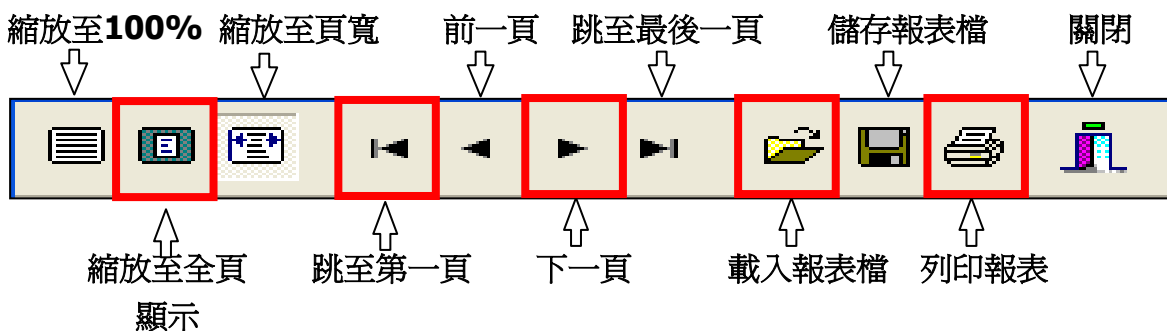 縮放至100% 縮放至頁寬 前一頁 跳至最後一頁 儲存報表檔 關閉
縮放至全頁 跳至第一頁 下一頁 載入報表檔 列印報表
顯示